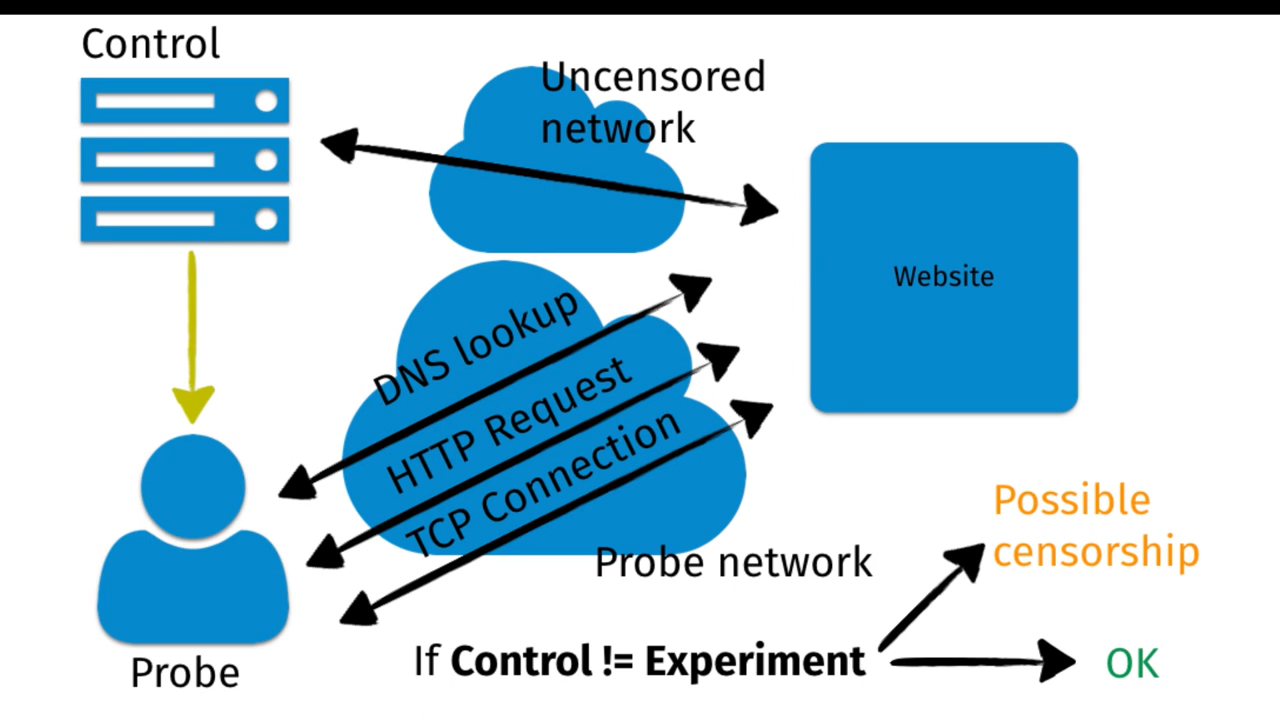 Control
Uncensored
network
Website
DNS lookup
HTTP Request
TCP Connection
Probe network
Probe
If Control != Experiment
Possible
censorship
OK